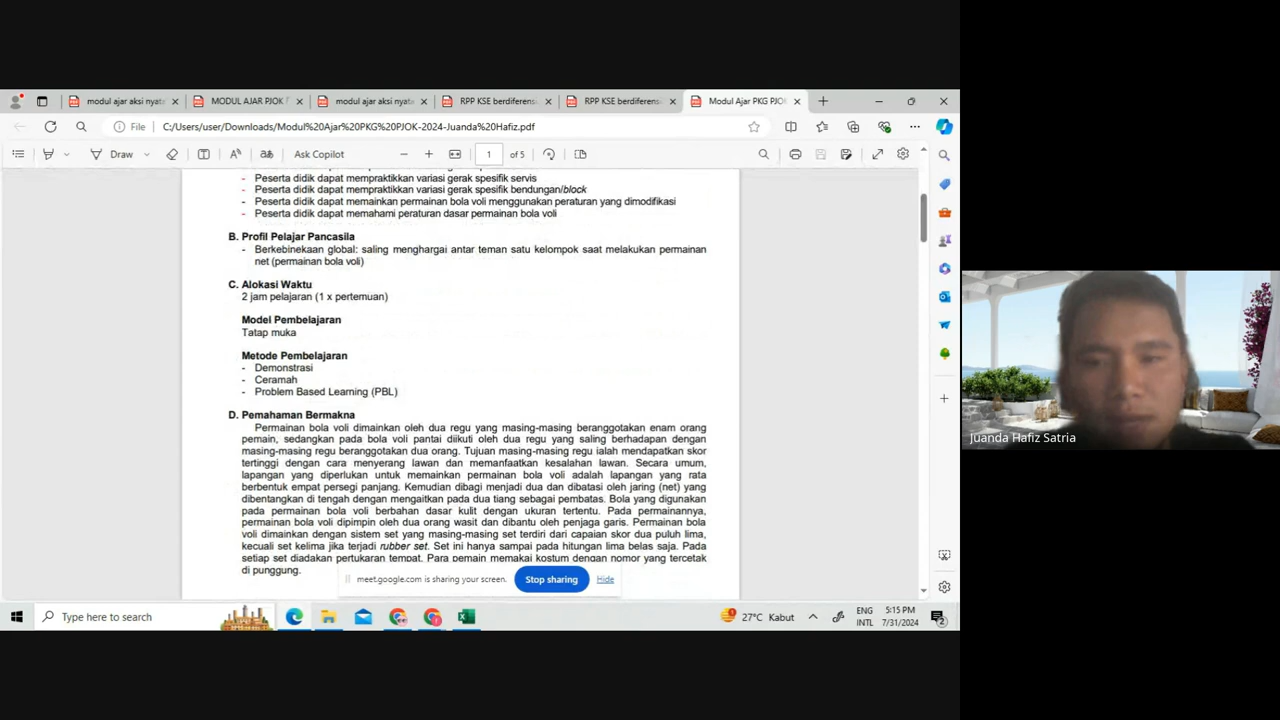 modul ajar aksi nyata
MODUL AJAR PJOK
modul ajar aksi nyata
RPP KSE berdiferensi
RPP KSE berdiferensi
Modul Ajar PKG PJOK
File
C:/Users/user/Downloads/Modul%20Ajar%20PKG%20PJOK-2024-Juanda%20Hafiz.pdf
Draw
Ask Copilot
1 of 5
- Peserta didik dapat mempraktikkan variasi gerak spesifik servis
- Peserta didik dapat mempraktikkan variasi gerak spesifik bendungan/block
- Peserta didik dapat memainkan permainan bola voli menggunakan peraturan yang dimodifikasi
- Peserta didik dapat memahami peraturan dasar permainan bola voli
B. Profil Pelajar Pancasila
- Berkebinekaan global: saling menghargai antar teman satu kelompok saat melakukan permainan
net (permainan bola voli)
C. Alokasi Waktu
2 jam pelajaran (1 x pertemuan)
Model Pembelajaran
Tatap muka
Metode Pembelajaran
- Demonstrasi
- Ceramah
- Problem Based Learning (PBL)
D. Pemahaman Bermakna
Permainan bola voli dimainkan oleh dua regu yang masing-masing beranggotakan enam orang
pemain, sedangkan pada bola voli pantai diikuti oleh dua regu yang saling berhadapan dengan
masing-masing regu beranggotakan dua orang. Tujuan masing-masing regu ialah mendapatkan skor
tertinggi dengan cara menyerang lawan dan memanfaatkan kesalahan lawan. Secara umum,
lapangan yang diperlukan untuk memainkan permainan bola voli adalah lapangan yang rata
berbentuk empat persegi panjang. Kemudian dibagi menjadi dua dan dibatasi oleh jaring (net) yang
dibentangkan di tengah dengan mengaitkan pada dua tiang sebagai pembatas. Bola yang digunakan
pada permainan bola voli berbahan dasar kulit dengan ukuran tertentu. Pada permainannya,
permainan bola voli dipimpin oleh dua orang wasit dan dibantu oleh penjaga garis. Permainan bola
voli dimainkan dengan sistem set yang masing-masing set terdiri dari capaian skor dua puluh lima,
kecuali set kelima jika terjadi rubber set. Set ini hanya sampai pada hitungan lima belas saja. Pada
setiap set diadakan pertukaran tempat. Para pemain memakai kostum dengan nomor yang tercetak
di punggung.
meet.google.com is sharing your screen.
Stop sharing
Hide
Juanda Hafiz Satria
Type here to search
27°C Kabut
ENG
INTL
5:15 PM
7/31/2024
2